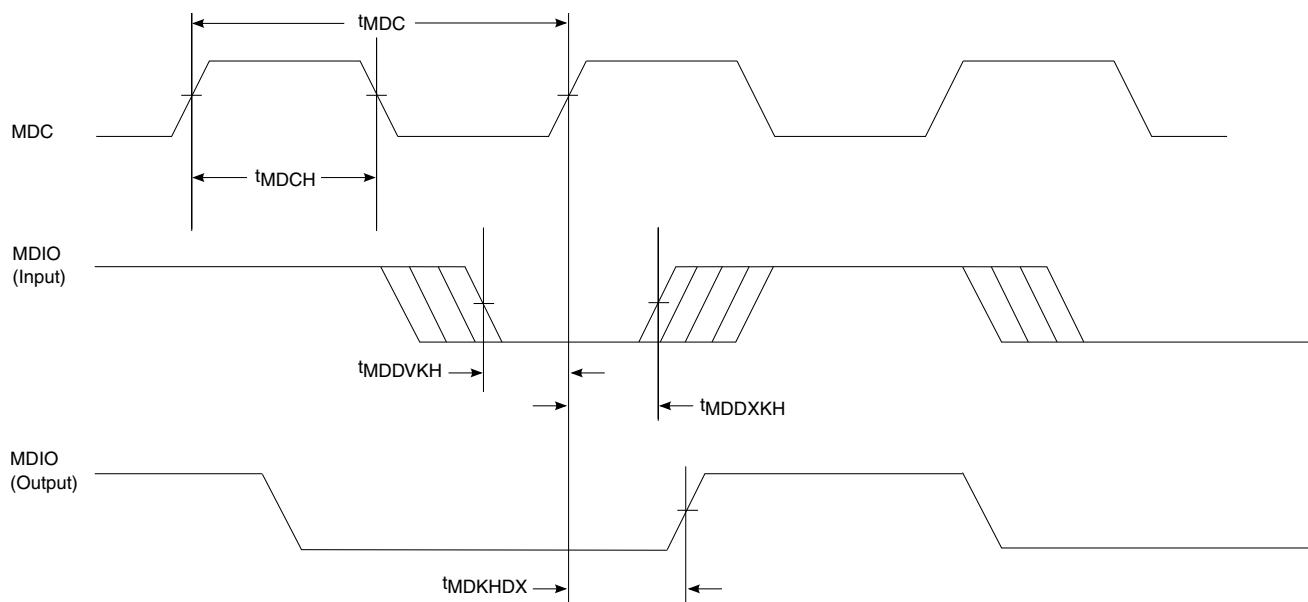 tMDC
MDC
tMDCH
MDIO
(Input)
tMDDVKH
tMDDXKH
MDIO
(Output)
tMDKHDX